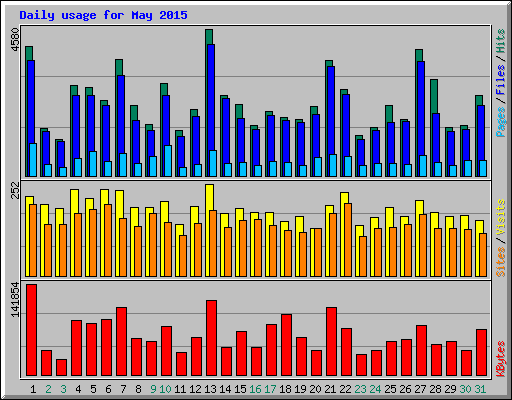 Daily usage for May 2015
4580
Pages / Files / Hits
252
Sites / Visits
141854
KBytes
1 2 3 4 5 6 7 8 9 10 11 12 13 14 15 16 17 18 19 20 21 22 23 24 25 26 27 28 29 30 31